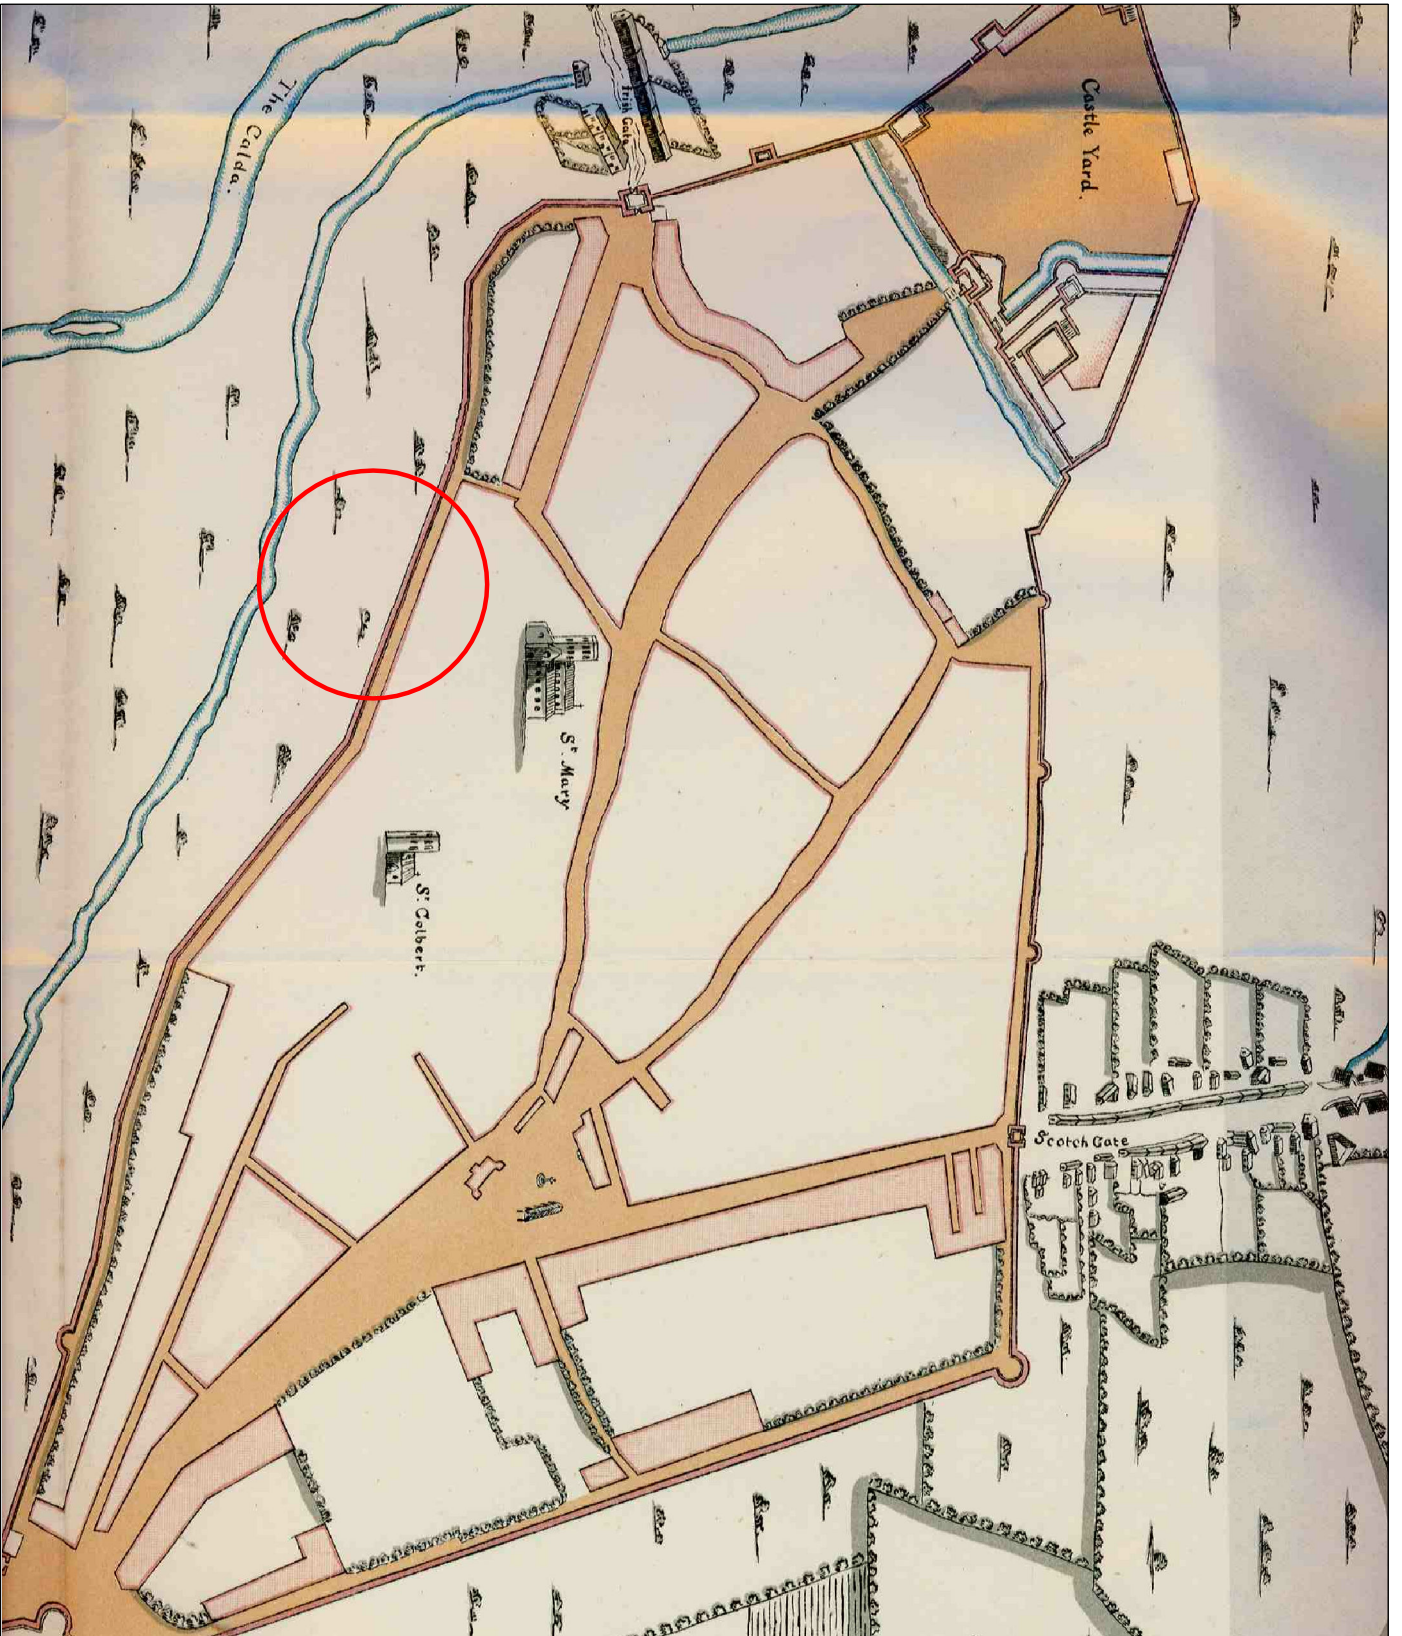 The Calda.
Irish Gate
Castle Yard.
St. Mary
St. Colbert.
Scotch Gate